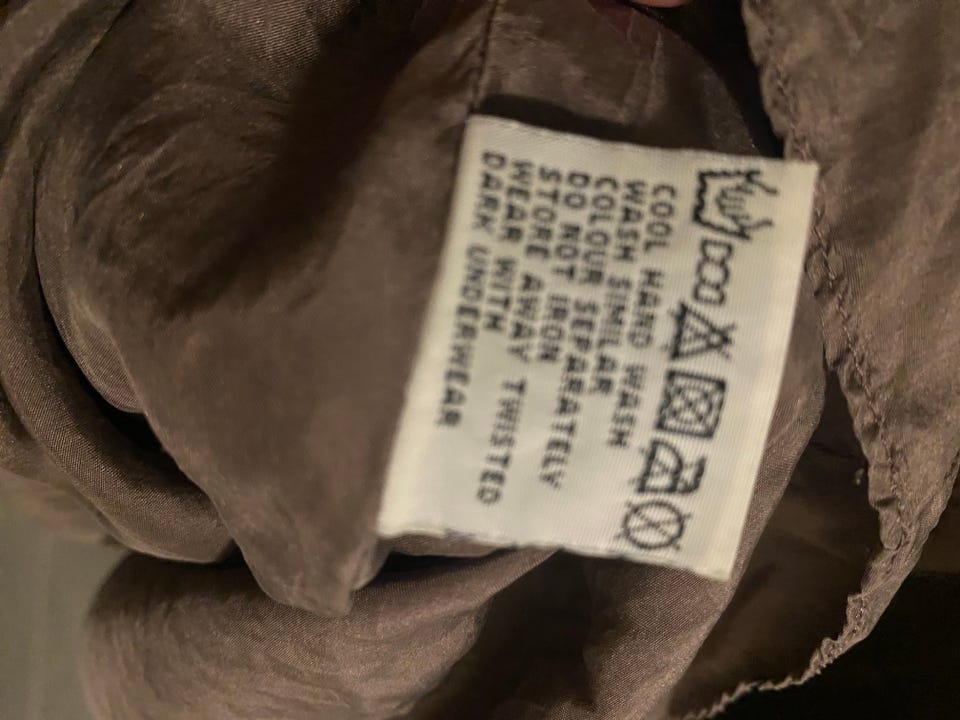 COOL HAND WASH
WASH SIMILAR
COLOUR SEPARATELY
DO NOT IRON
STORE AWAY TWISTED
WEAR WITH
DARK UNDERWEAR